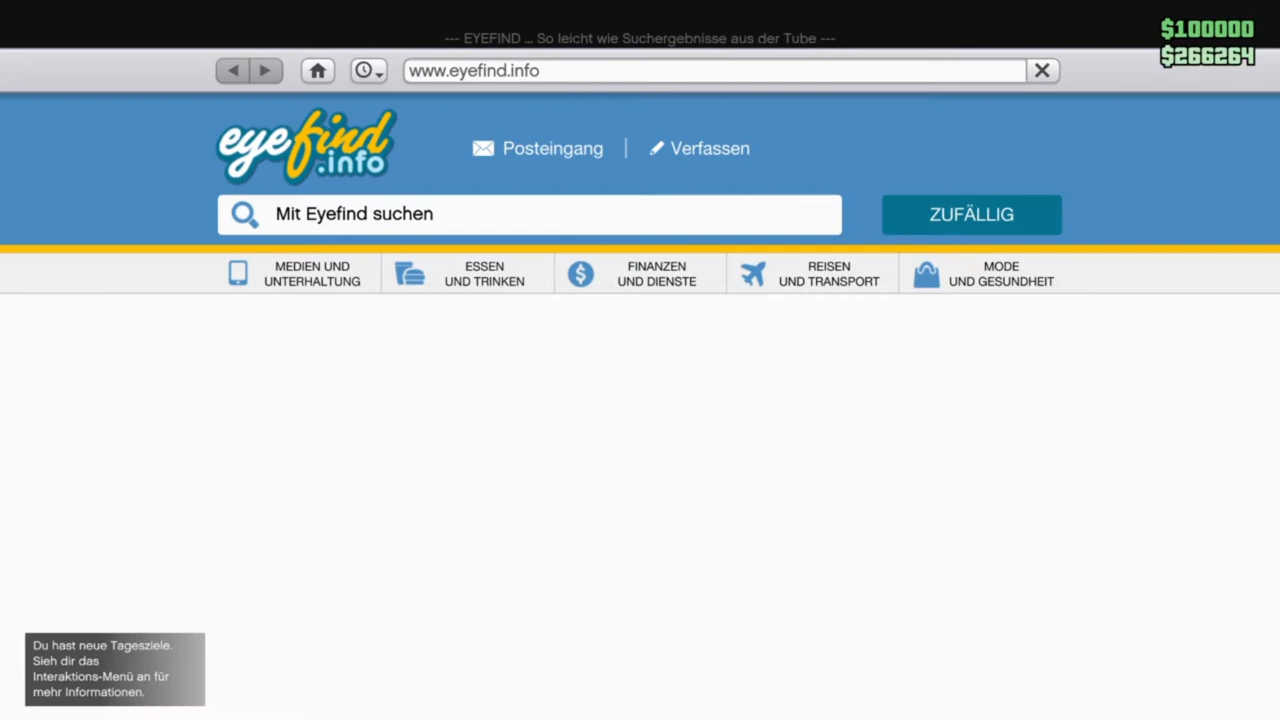 --- EYEFIND ... So leicht wie Suchergebnisse aus der Tube ---
$100000
$266264
www.eyefind.info
eyefind
.info
Posteingang | Verfassen
Mit Eyefind suchen
ZUFÄLLIG
MEDIEN UND
UNTERHALTUNG
ESSEN
UND TRINKEN
FINANZEN
UND DIENSTE
REISEN
UND TRANSPORT
MODE
UND GESUNDHEIT
Du hast neue Tagesziele.
Sieh dir das
Interaktions-Menü an für
mehr Informationen.